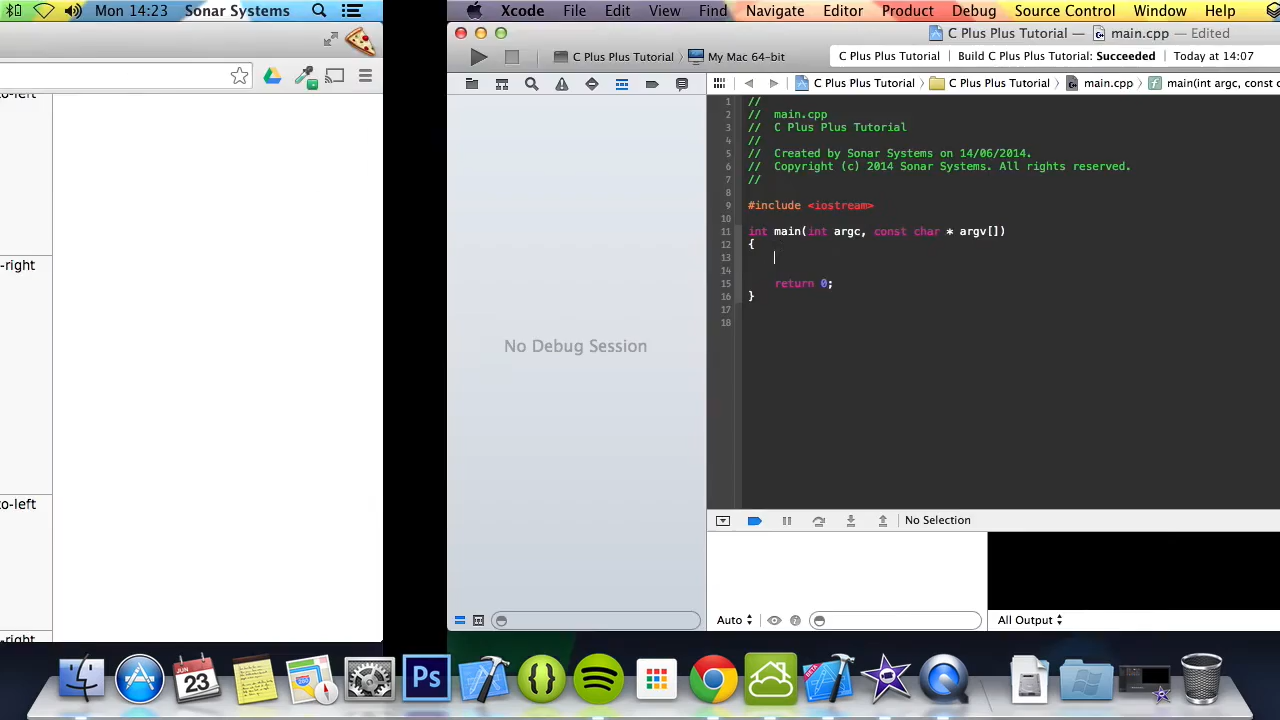 Mon 14:23 Sonar Systems
Xcode File Edit View Find Navigate Editor Product Debug Source Control Window Help
C Plus Plus Tutorial — main.cpp — Edited
C Plus Plus Tutorial My Mac 64-bit
C Plus Plus Tutorial Build C Plus Plus Tutorial: Succeeded Today at 14:07
C Plus Plus Tutorial C Plus Plus Tutorial main.cpp main(int argc, const c
o-left
-right
o-left
-right
1 //
2 // main.cpp
3 // C Plus Plus Tutorial
4 //
5 // Created by Sonar Systems on 14/06/2014.
6 // Copyright (c) 2014 Sonar Systems. All rights reserved.
7 //
8
9 #include <iostream>
10
11 int main(int argc, const char * argv[])
12 {
13
14
15 return 0;
16 }
17
18
No Debug Session
No Selection
Auto
All Output
JUN
23
Ps